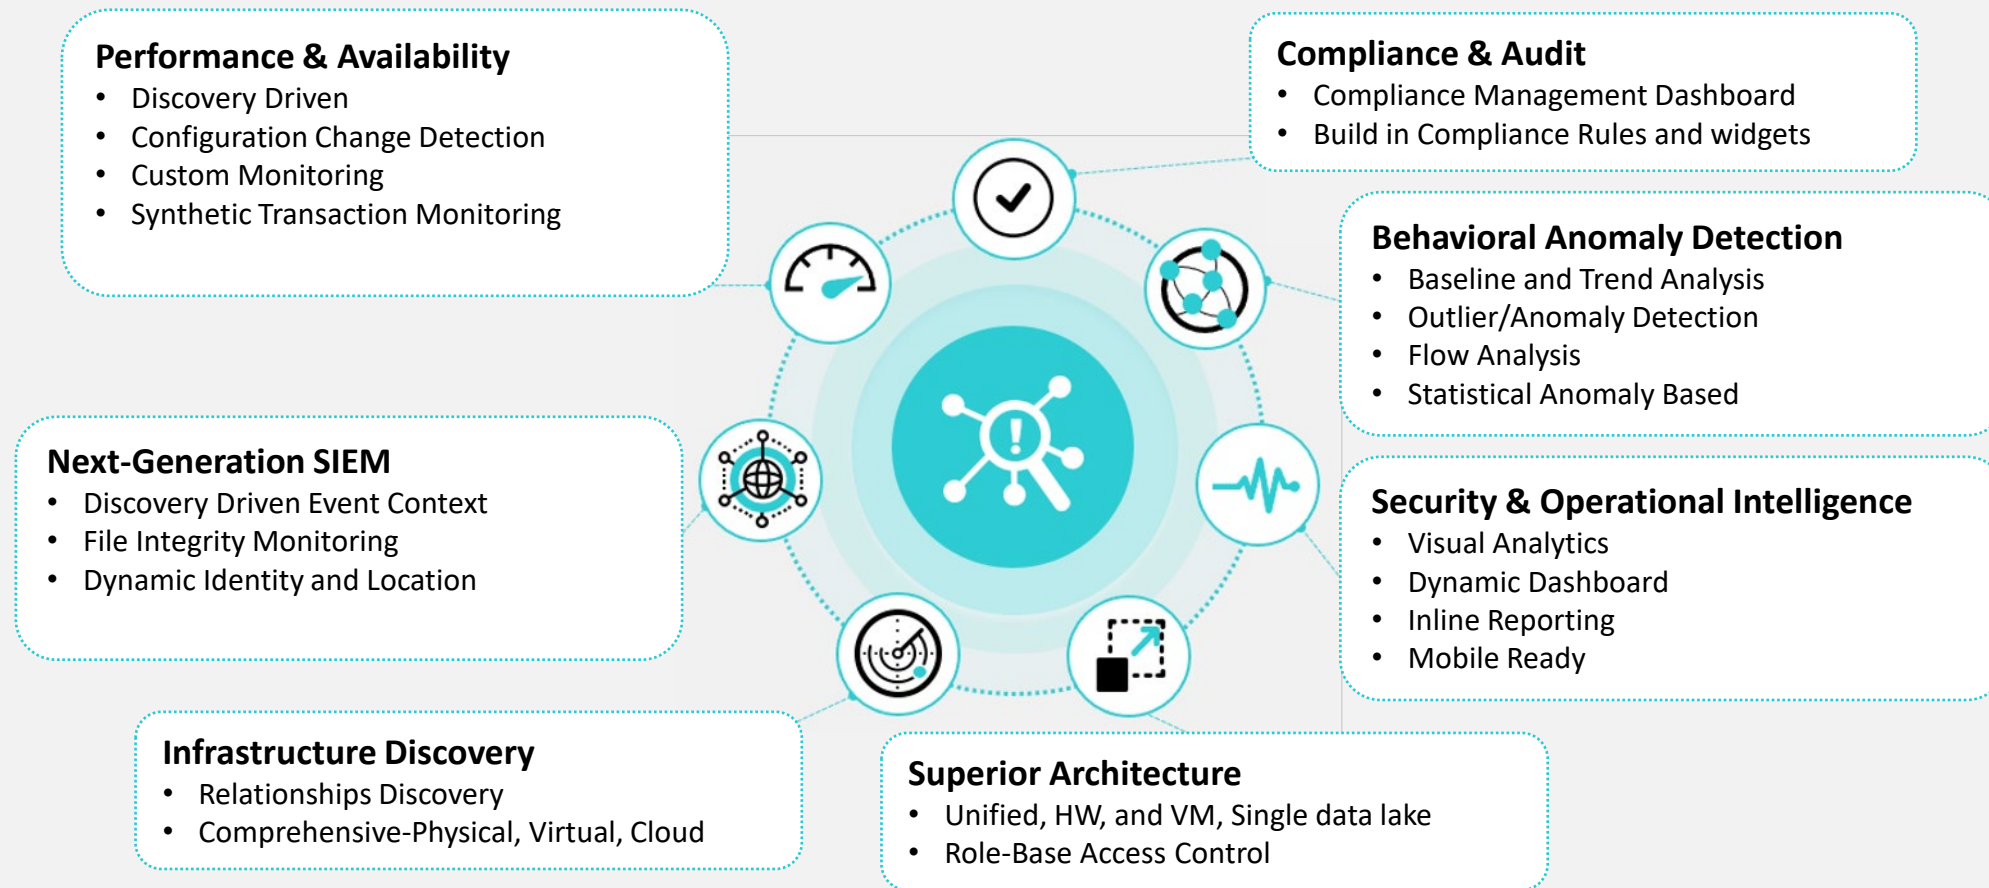 Performance & Availability
• Discovery Driven
• Configuration Change Detection
• Custom Monitoring
• Synthetic Transaction Monitoring
Compliance & Audit
• Compliance Management Dashboard
• Build in Compliance Rules and widgets
Behavioral Anomaly Detection
• Baseline and Trend Analysis
• Outlier/Anomaly Detection
• Flow Analysis
• Statistical Anomaly Based
Next-Generation SIEM
• Discovery Driven Event Context
• File Integrity Monitoring
• Dynamic Identity and Location
Security & Operational Intelligence
• Visual Analytics
• Dynamic Dashboard
• Inline Reporting
• Mobile Ready
Infrastructure Discovery
• Relationships Discovery
• Comprehensive-Physical, Virtual, Cloud
Superior Architecture
• Unified, HW, and VM, Single data lake
• Role-Base Access Control